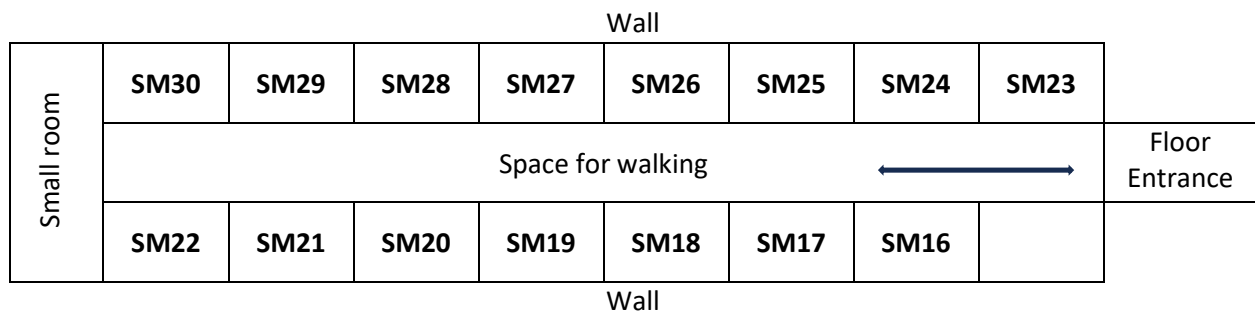 Wall
SM30 SM29 SM28 SM27 SM26 SM25 SM24 SM23
Small room
Space for walking
Floor
Entrance
SM22 SM21 SM20 SM19 SM18 SM17 SM16
Wall